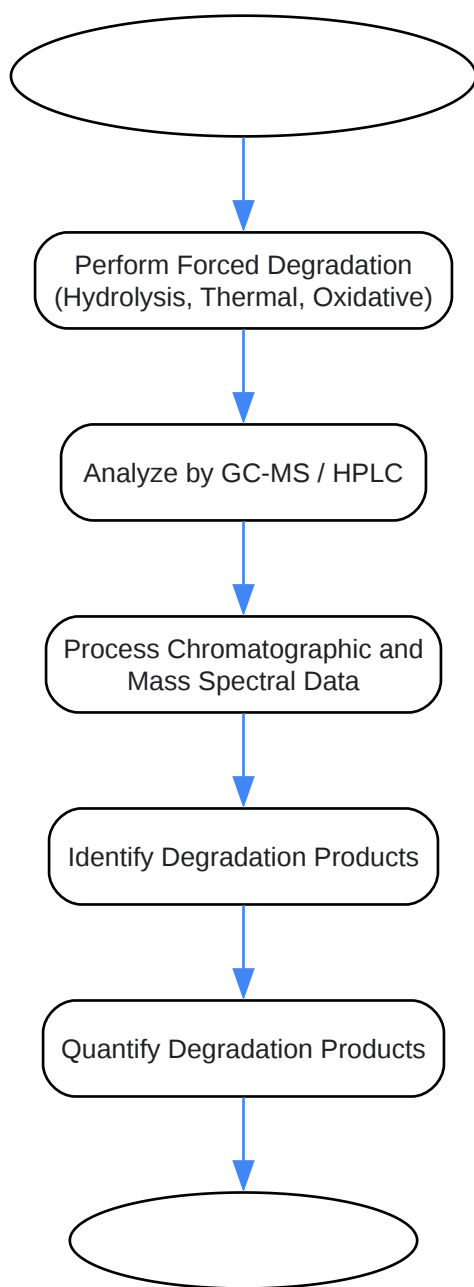 Perform Forced Degradation
(Hydrolysis, Thermal, Oxidative)
Analyze by GC-MS / HPLC
Process Chromatographic and
Mass Spectral Data
Identify Degradation Products
Quantify Degradation Products